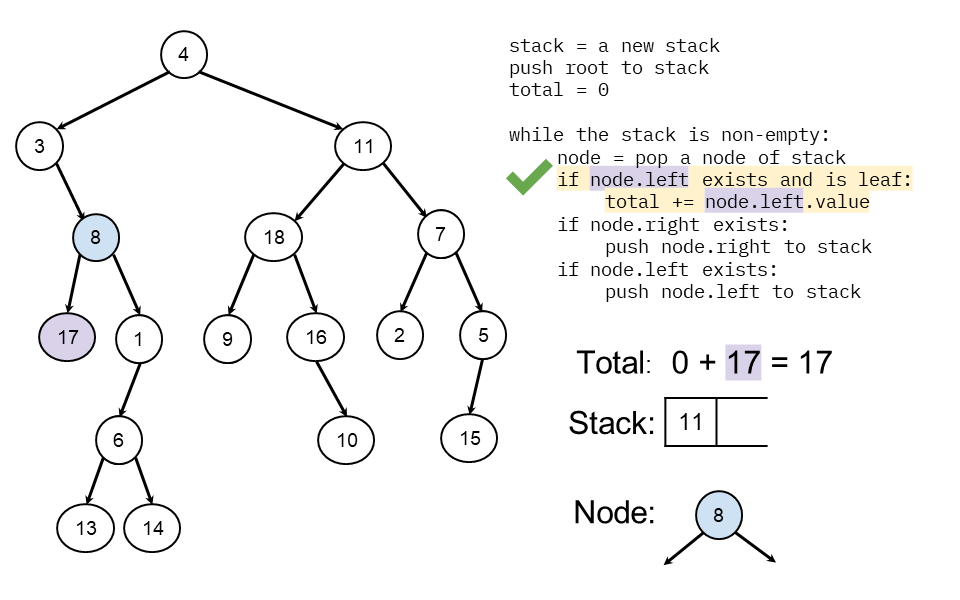 4
3
11
8
18
7
17
1
9
16
2
5
6
10
15
13
14
stack = a new stack
push root to stack
total = 0
while the stack is non-empty:
node = pop a node of stack
if node.left exists and is leaf:
total += node.left.value
if node.right exists:
push node.right to stack
if node.left exists:
push node.left to stack
Total: 0 + 17 = 17
Stack: 11
Node: 8